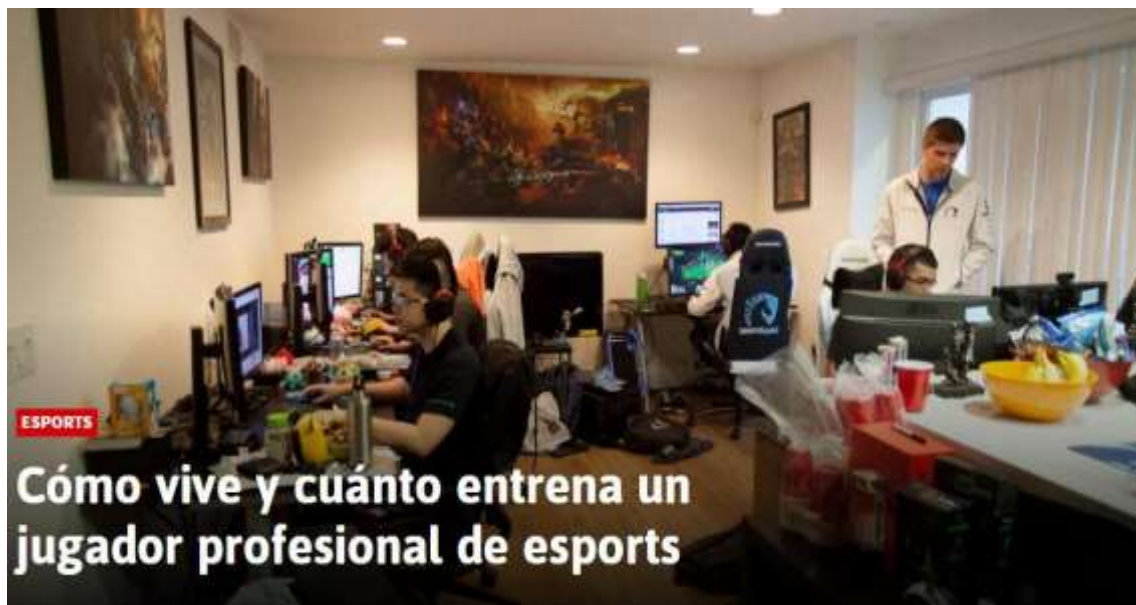 ESPORTS
Cómo vive y cuánto entrena un
jugador profesional de esports